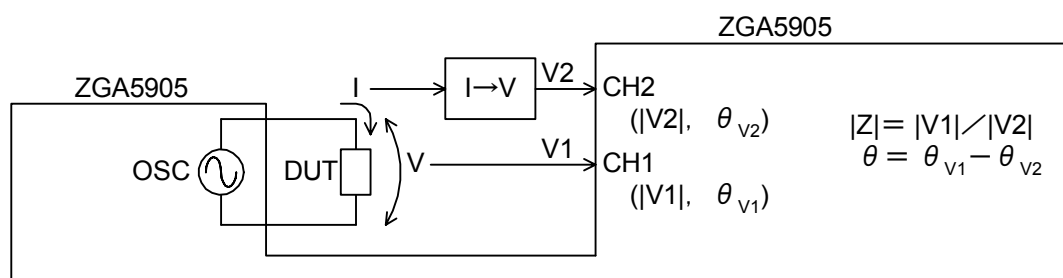 ZGA5905
ZGA5905
I
I→V
V2
CH2
(|V2|, θV2)
|Z|=|V1|/|V2|
θ= θV1-θV2
OSC
DUT
V
V1
CH1
(|V1|, θV1)